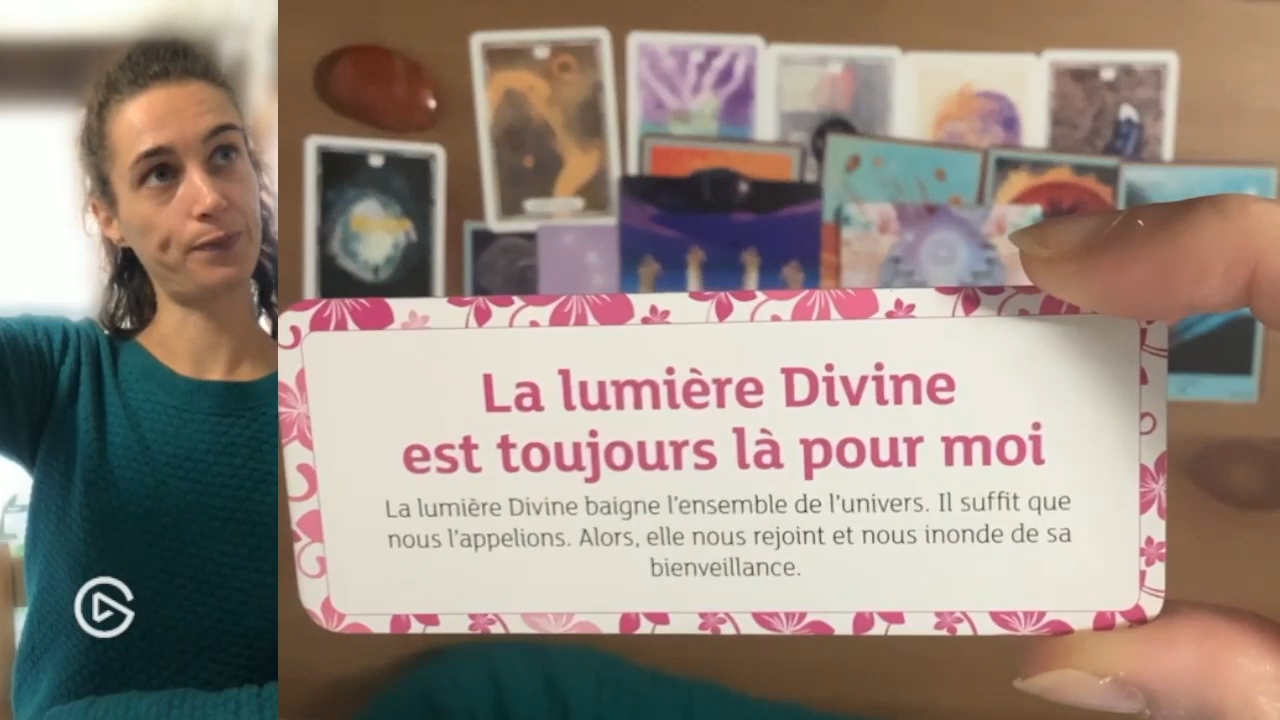 La lumière Divine
est toujours là pour moi
La lumière Divine baigne l'ensemble de l'univers. Il suffit que
nous l'appelions. Alors, elle nous rejoint et nous inonde de sa
bienveillance.